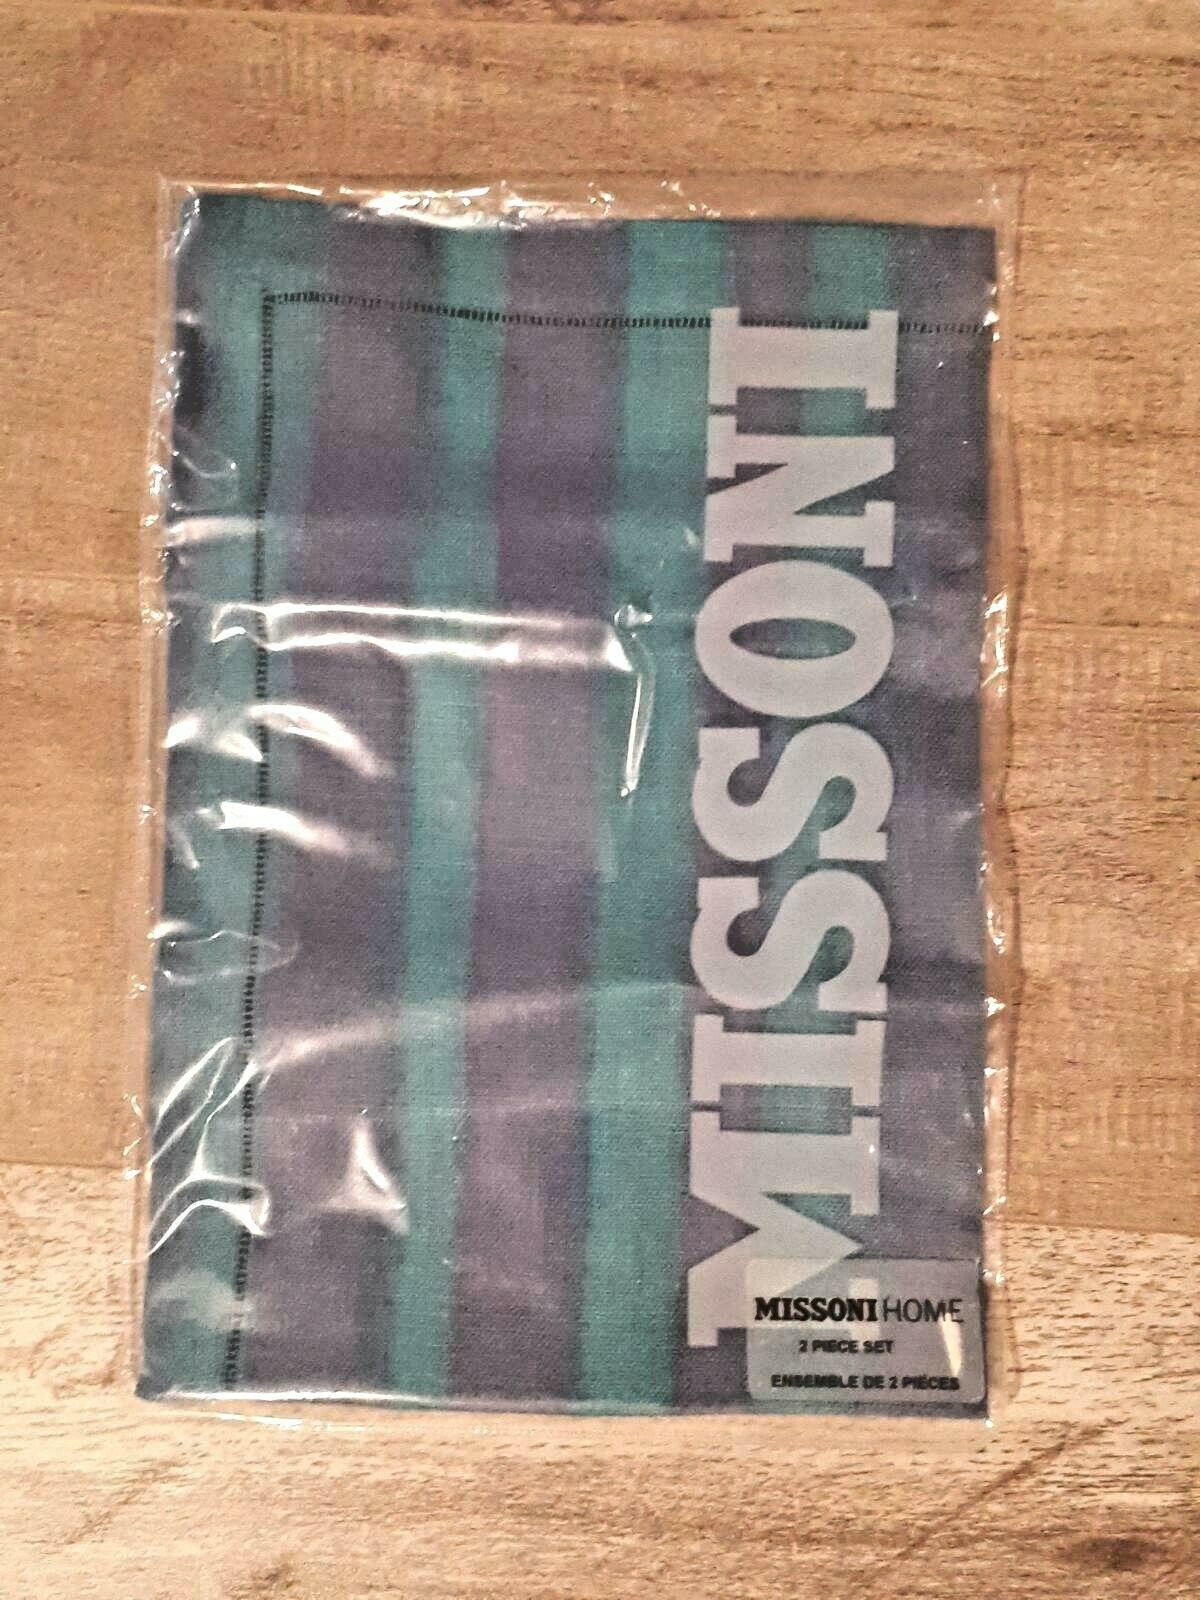 MISSONI
MISSONI HOME
2 PIECE SET
ENSEMBLE DE 2 PIÈCES